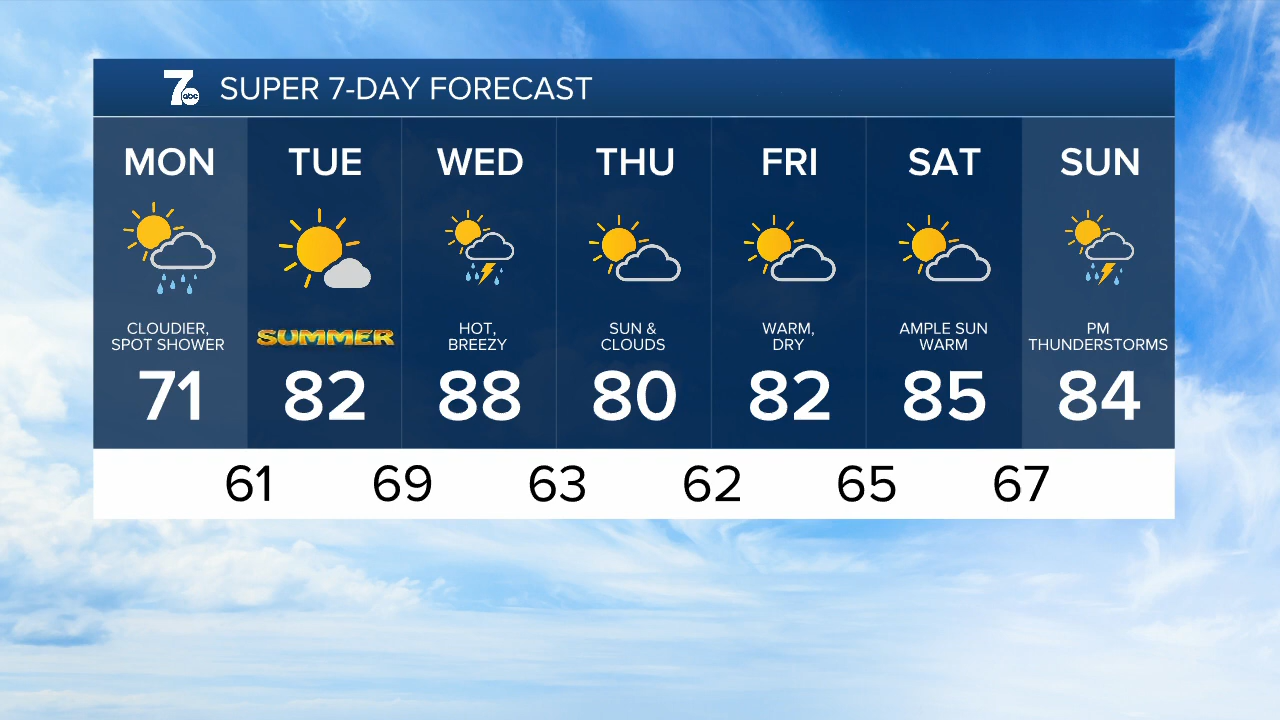 7 abc SUPER 7-DAY FORECAST
MON TUE WED THU FRI SAT SUN
CLOUDIER,
SPOT SHOWER
SUMMER
HOT,
BREEZY
SUN &
CLOUDS
WARM,
DRY
AMPLE SUN
WARM
PM
THUNDERSTORMS
71 82 88 80 82 85 84
61 69 63 62 65 67